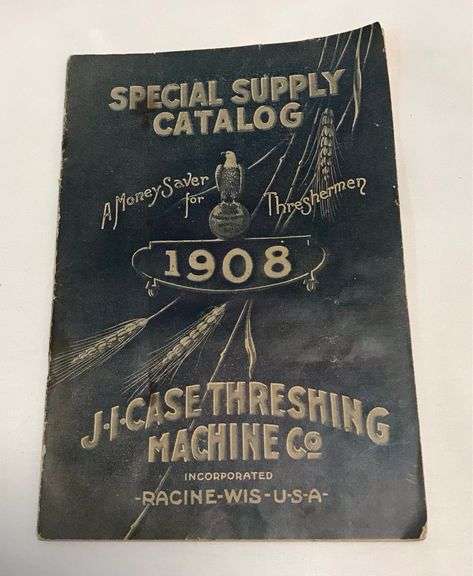 SPECIAL SUPPLY
CATALOG
A Money Saver
for Threshermen
1908
J·I·CASE THRESHING
MACHINE Co
INCORPORATED
-RACINE-WIS-U-S-A-